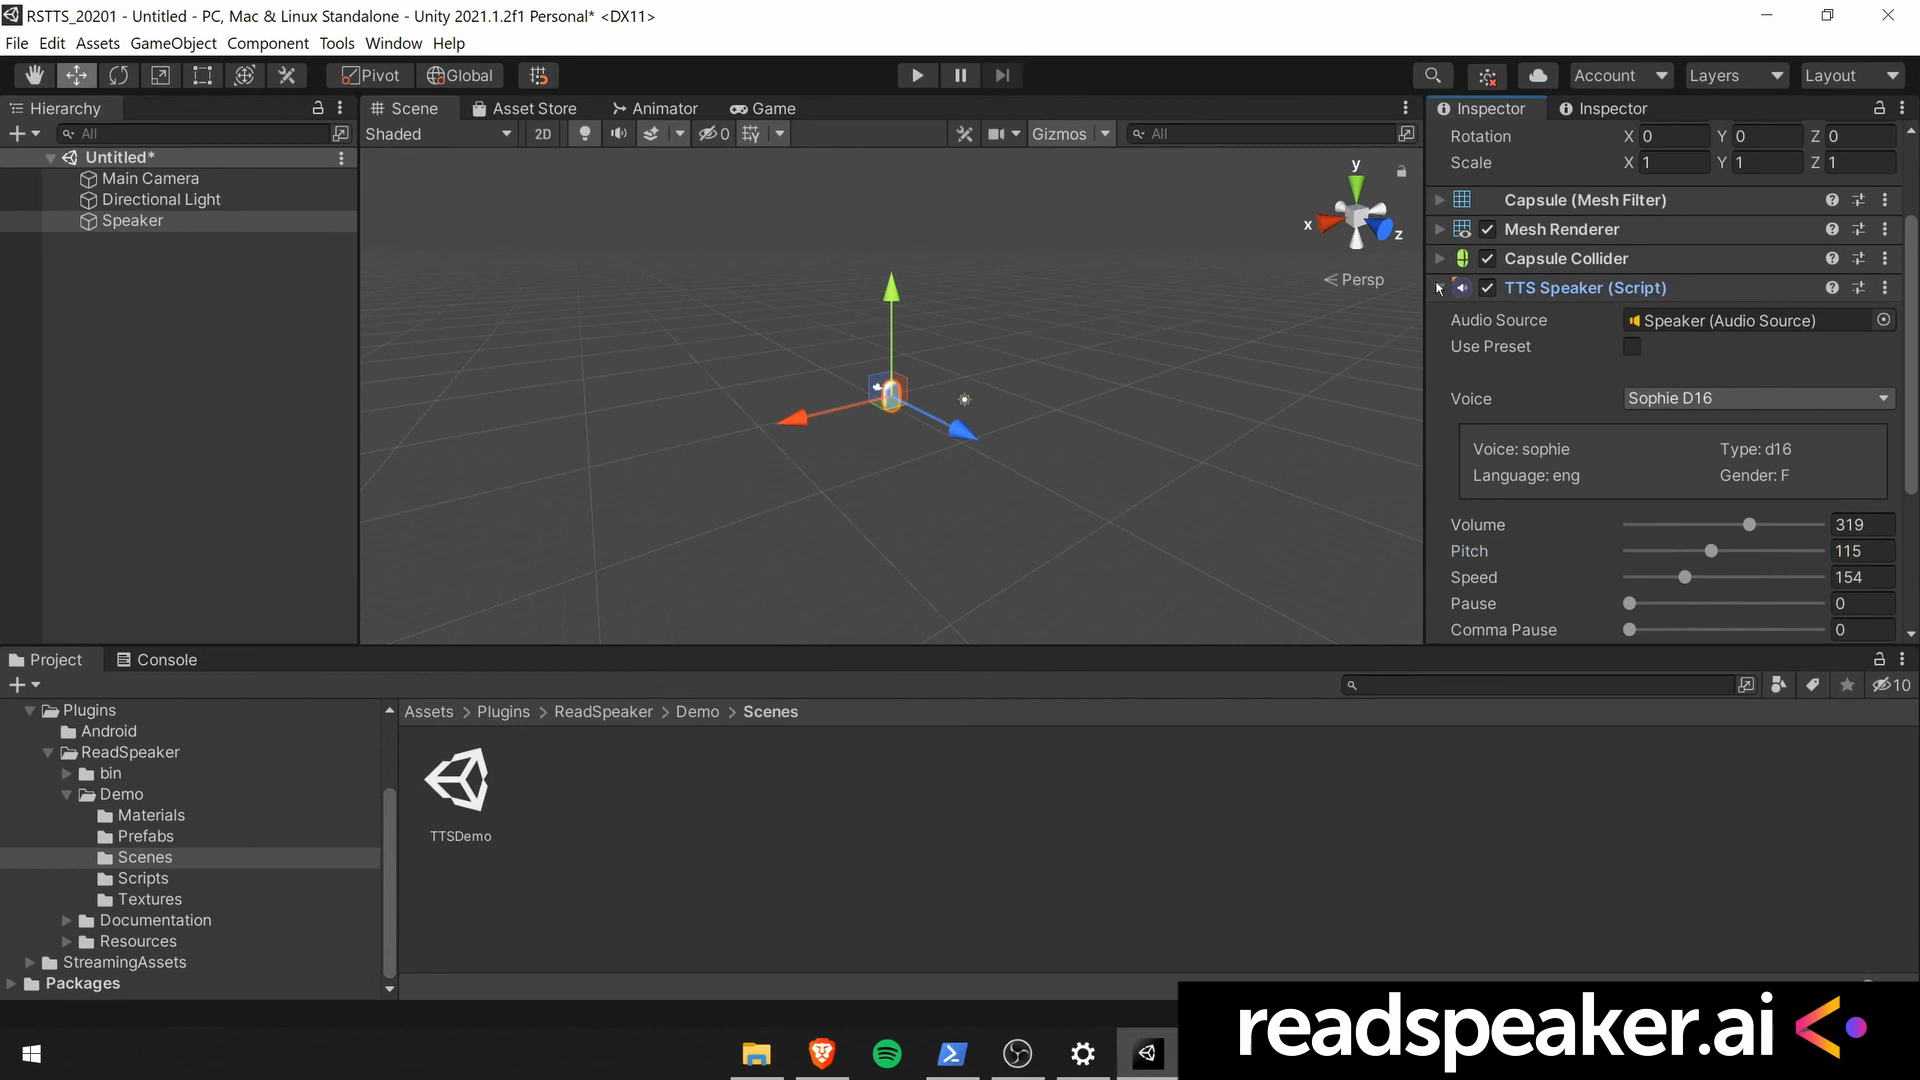 RSTTS_20201 - Untitled - PC, Mac & Linux Standalone - Unity 2021.1.2f1 Personal* <DX11>
File Edit Assets GameObject Component Tools Window Help
Pivot Global Account Layers Layout
Hierarchy
All
Untitled*
Main Camera
Directional Light
Speaker
Scene Asset Store Animator Game
Shaded 2D 0 Gizmos All
y
x
z
Persp
Inspector Inspector
Rotation X 0 Y 0 Z 0
Scale X 1 Y 1 Z 1
Capsule (Mesh Filter)
Mesh Renderer
Capsule Collider
TTS Speaker (Script)
Audio Source Speaker (Audio Source)
Use Preset
Voice Sophie D16
Voice: sophie Type: d16
Language: eng Gender: F
Volume 319
Pitch 115
Speed 154
Pause 0
Comma Pause 0
Project Console
10
Plugins
Android
ReadSpeaker
bin
Demo
Materials
Prefabs
Scenes
Scripts
Textures
Documentation
Resources
StreamingAssets
Packages
Assets > Plugins > ReadSpeaker > Demo > Scenes
TTSDemo
readspeaker.ai